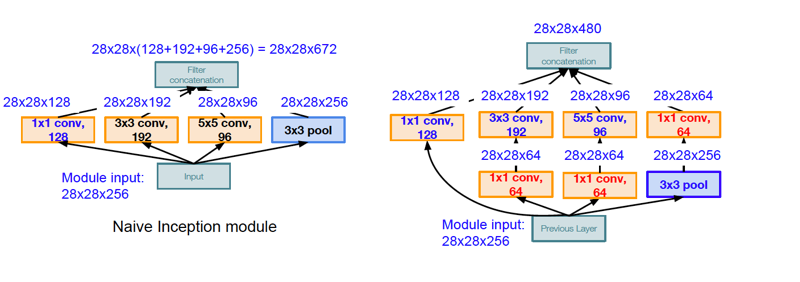 28x28x(128+192+96+256) = 28x28x672
Filter
concatenation
28x28x128
28x28x192
28x28x96
28x28x256
1x1 conv,
128
3x3 conv,
192
5x5 conv,
96
3x3 pool
Module input:
28x28x256
Input
Naive Inception module
28x28x480
Filter
concatenation
28x28x128
28x28x192
28x28x96
28x28x64
1x1 conv,
128
3x3 conv,
192
5x5 conv,
96
1x1 conv,
64
28x28x64
28x28x64
28x28x256
1x1 conv,
64
1x1 conv,
64
3x3 pool
Module input:
28x28x256
Previous Layer